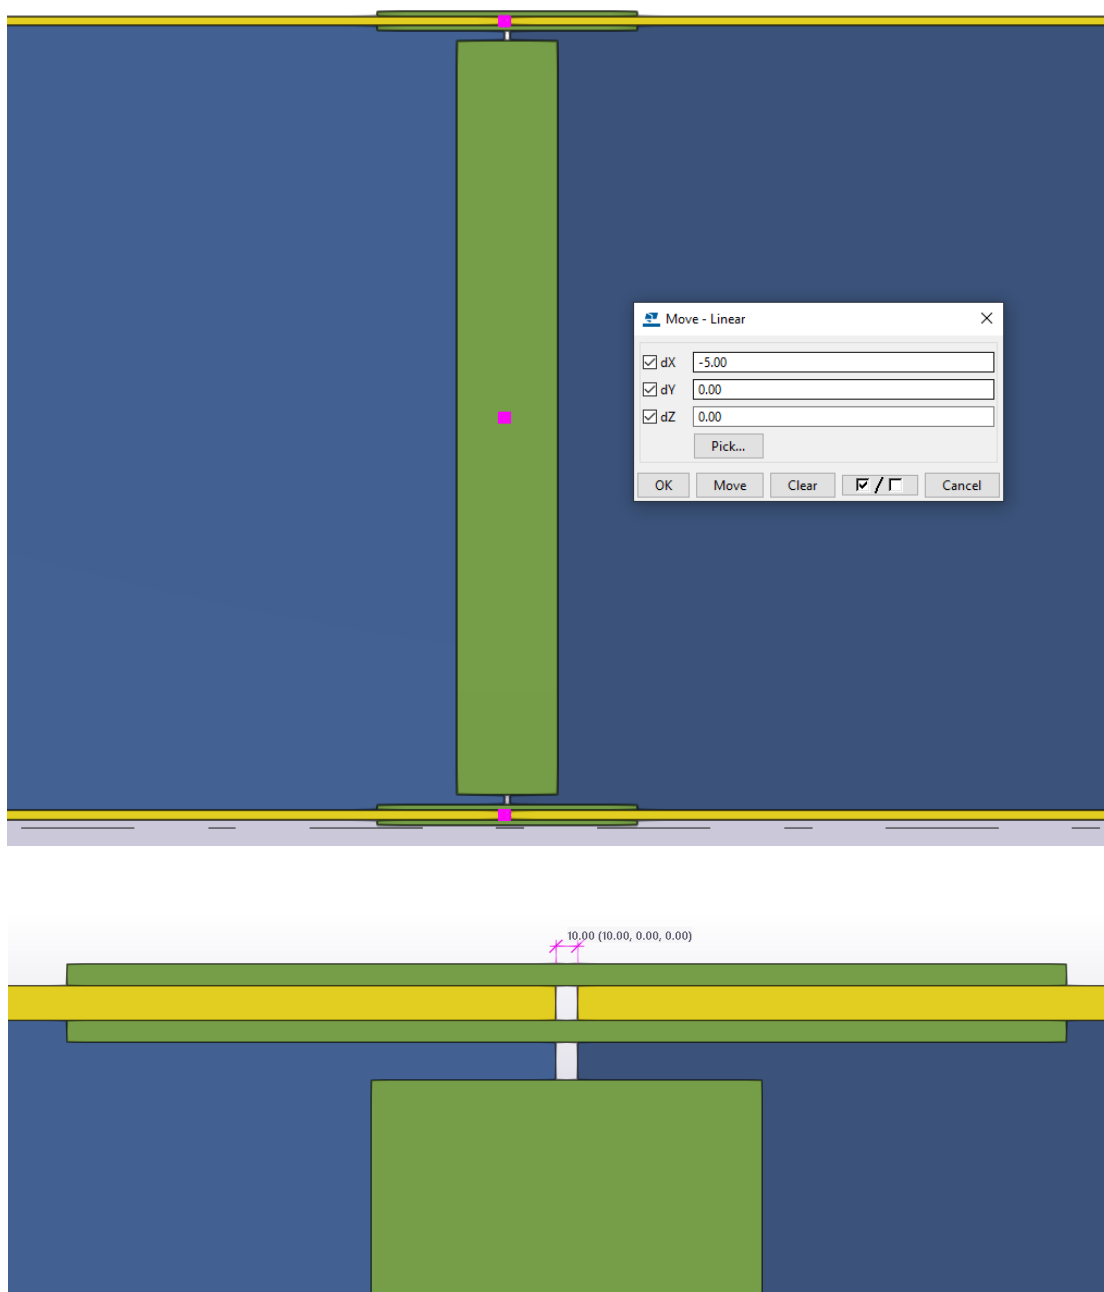 Move - Linear
dX -5.00
dY 0.00
dZ 0.00
Pick...
OK Move Clear / Cancel
10.00 (10.00, 0.00, 0.00)